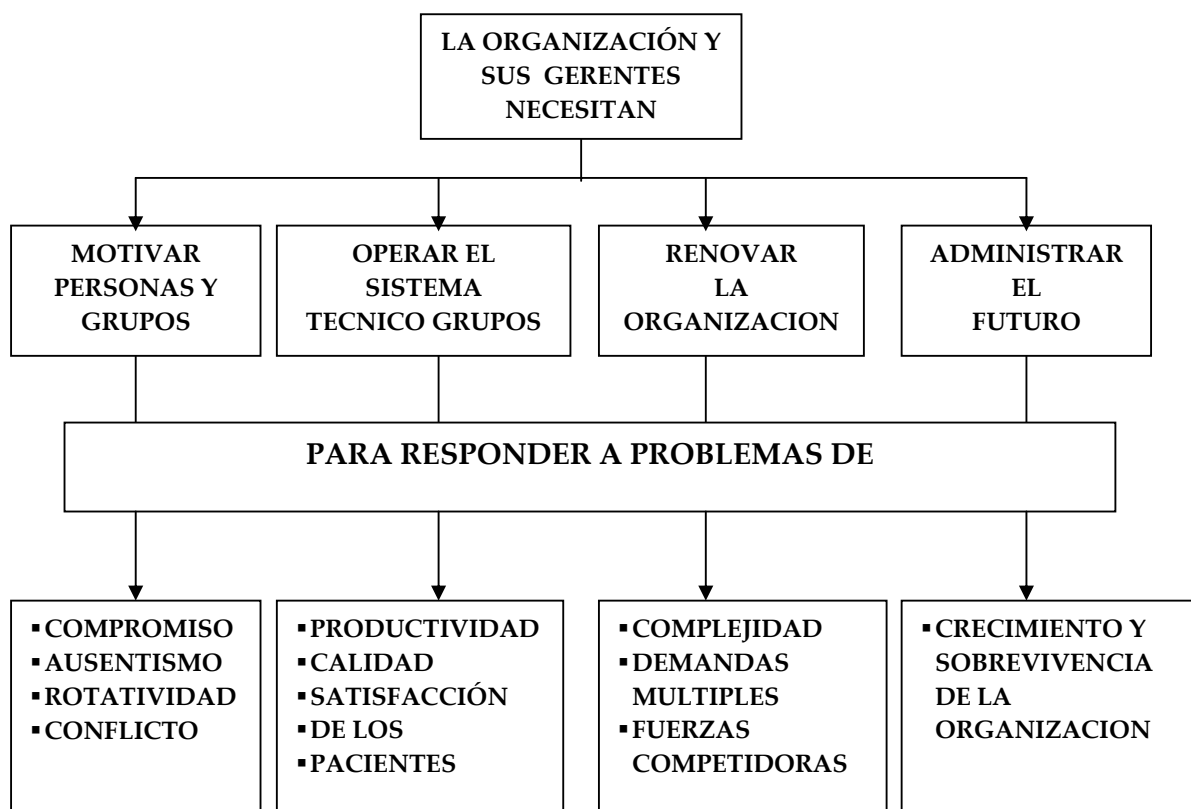 LA ORGANIZACIÓN Y
SUS GERENTES
NECESITAN
MOTIVAR
PERSONAS Y
GRUPOS
OPERAR EL
SISTEMA
TECNICO GRUPOS
RENOVAR
LA
ORGANIZACION
ADMINISTRAR
EL
FUTURO
PARA RESPONDER A PROBLEMAS DE
▪ COMPROMISO
▪ AUSENTISMO
▪ ROTATIVIDAD
▪ CONFLICTO
▪ PRODUCTIVIDAD
▪ CALIDAD
▪ SATISFACCIÓN
▪ DE LOS
▪ PACIENTES
▪ COMPLEJIDAD
▪ DEMANDAS
MULTIPLES
▪ FUERZAS
COMPETIDORAS
▪ CRECIMIENTO Y
SOBREVIVENCIA
DE LA
ORGANIZACION